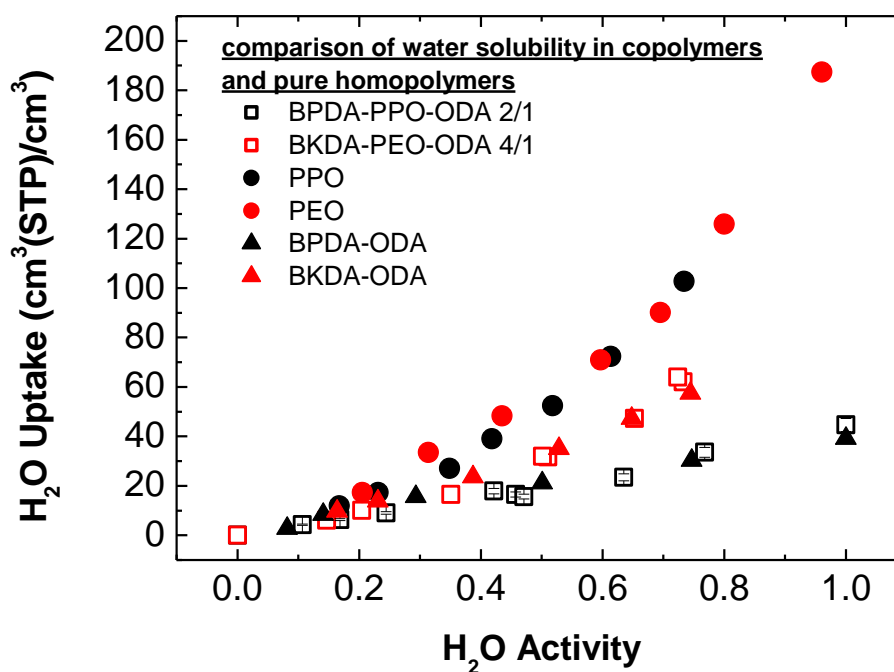 comparison of water solubility in copolymers
and pure homopolymers
BPDA-PPO-ODA 2/1
BKDA-PEO-ODA 4/1
PPO
PEO
BPDA-ODA
BKDA-ODA
H₂O Uptake (cm³(STP)/cm³)
200
180
160
140
120
100
80
60
40
20
0
0.0 0.2 0.4 0.6 0.8 1.0
H₂O Activity